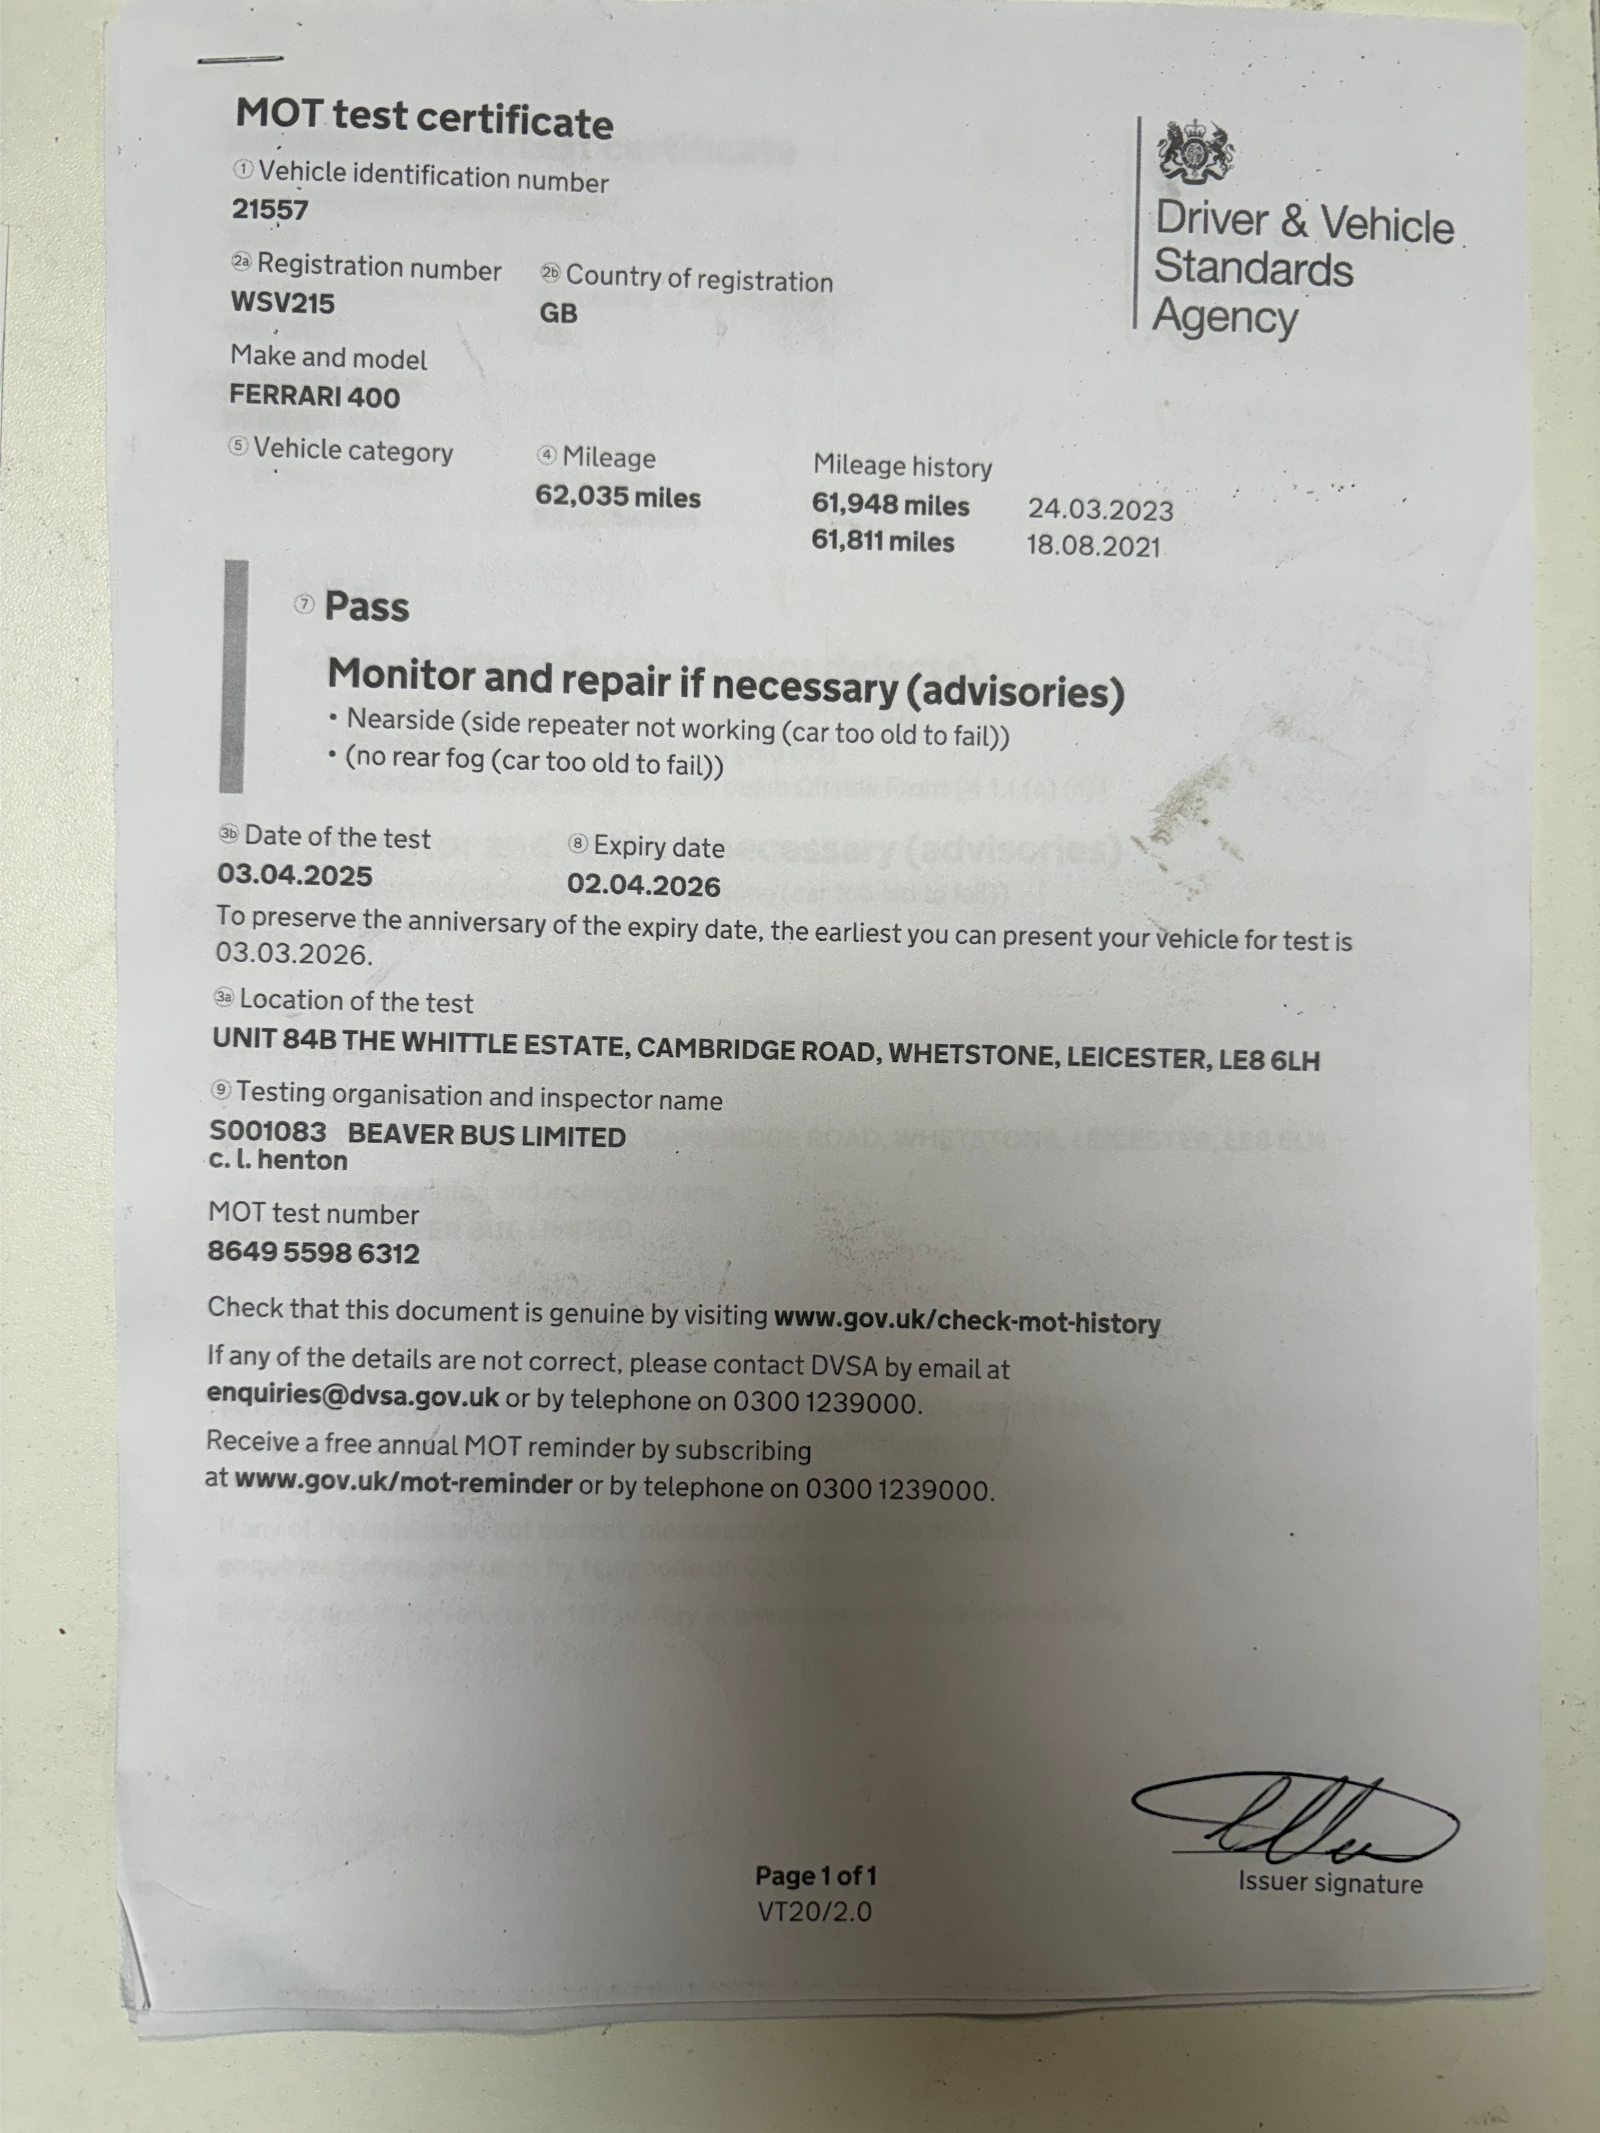 MOT test certificate
① Vehicle identification number
21557
2a Registration number
WSV215
2b Country of registration
GB
Make and model
FERRARI 400
Driver & Vehicle
Standards
Agency
⑤ Vehicle category
④ Mileage
62,035 miles
Mileage history
61,948 miles 24.03.2023
61,811 miles 18.08.2021
⑦ Pass
Monitor and repair if necessary (advisories)
• Nearside (side repeater not working (car too old to fail))
• (no rear fog (car too old to fail))
3b Date of the test
03.04.2025
⑧ Expiry date
02.04.2026
To preserve the anniversary of the expiry date, the earliest you can present your vehicle for test is
03.03.2026.
3a Location of the test
UNIT 84B THE WHITTLE ESTATE, CAMBRIDGE ROAD, WHETSTONE, LEICESTER, LE8 6LH
⑨ Testing organisation and inspector name
S001083 BEAVER BUS LIMITED
c. l. henton
MOT test number
8649 5598 6312
Check that this document is genuine by visiting www.gov.uk/check-mot-history
If any of the details are not correct, please contact DVSA by email at
enquiries@dvsa.gov.uk or by telephone on 0300 1239000.
Receive a free annual MOT reminder by subscribing
at www.gov.uk/mot-reminder or by telephone on 0300 1239000.
Issuer signature
Page 1 of 1
VT20/2.0